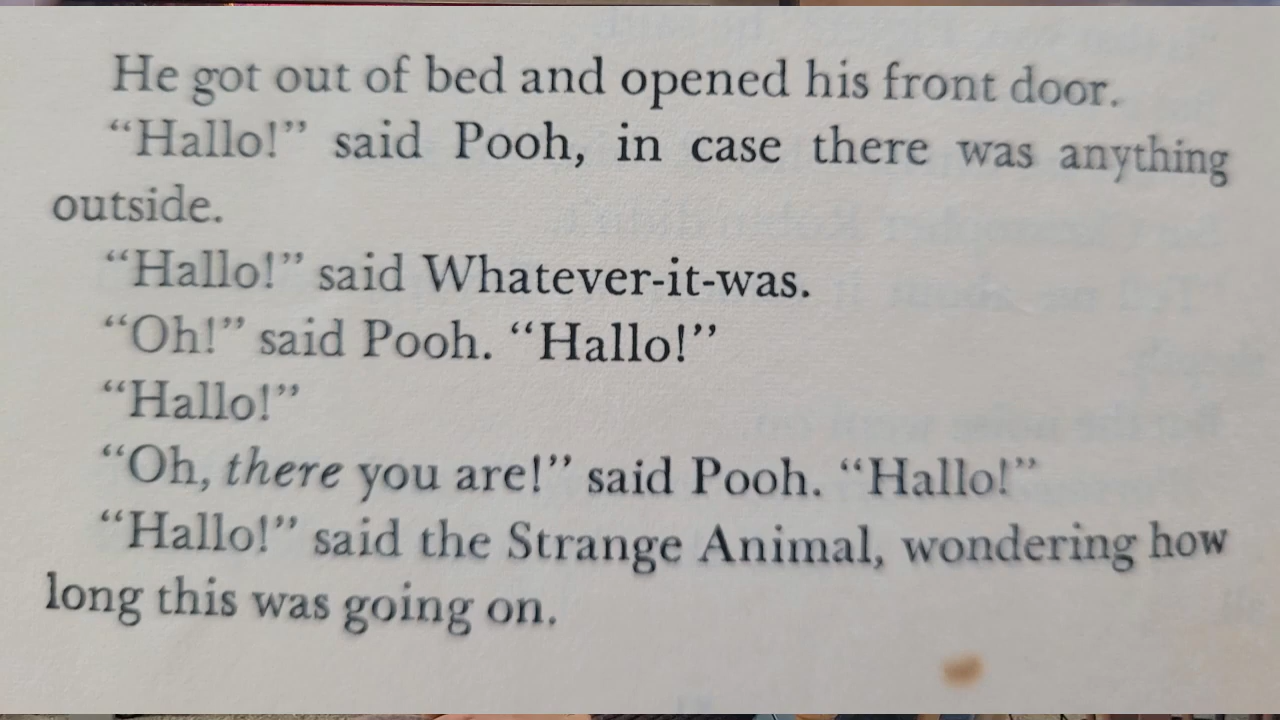 He got out of bed and opened his front door.
“Hallo!” said Pooh, in case there was anything
outside.
“Hallo!” said Whatever-it-was.
“Oh!” said Pooh. “Hallo!”
“Hallo!”
“Oh, there you are!” said Pooh. “Hallo!”
“Hallo!” said the Strange Animal, wondering how
long this was going on.